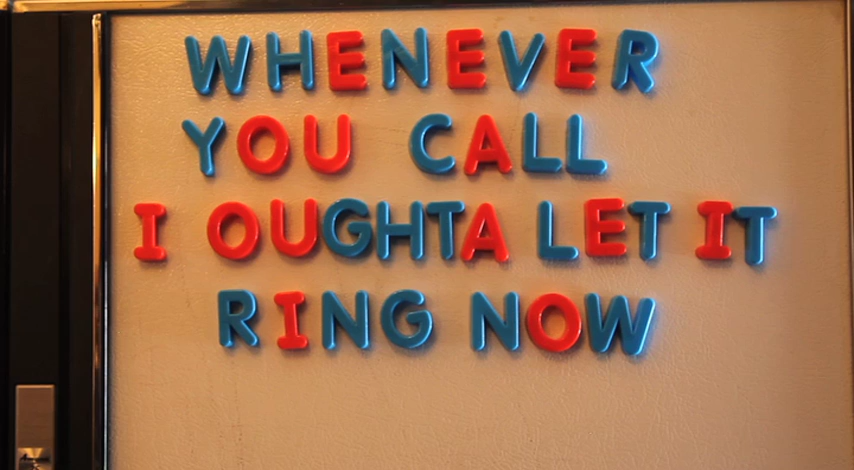 WHENEVER
YOU CALL
I OUGHTA LET IT
RING NOW